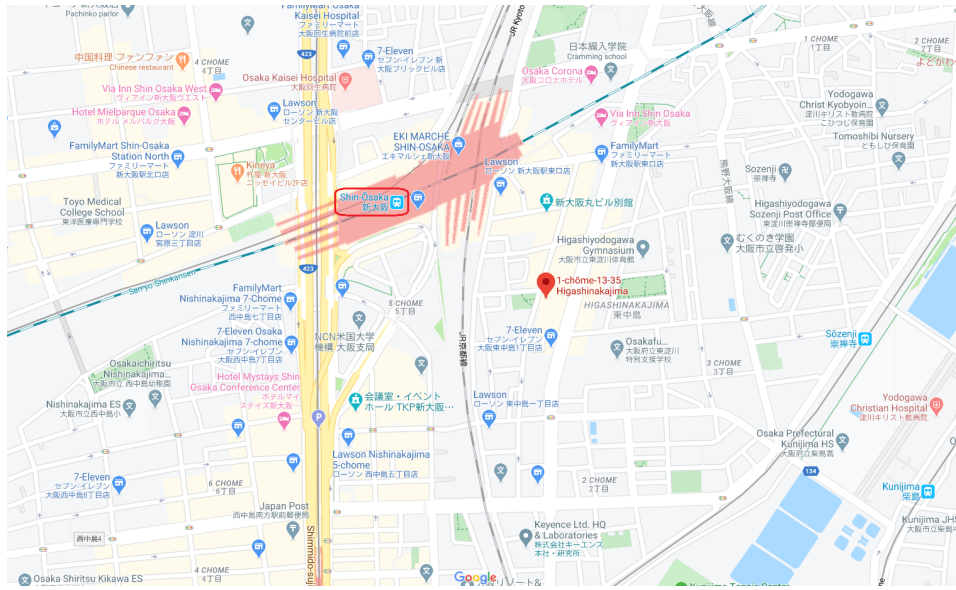 Pachinko parlor
FamilyMart Osaka
Kaisei Hospital
ファミリーマート
大阪回生病院前店
423
7-Eleven
セブン-イレブン 新
大阪ブリックビル店
JR Kyoto
日本編入学院
Cramming school
1 CHOME
1丁目
2 CHOME
2丁目
よどがわ
中国料理 ファンファン
Chinese restaurant
4 CHOME
4丁目
Osaka Kaisei Hospital
大阪回生病院
Osaka Corona
大阪コロナホテル
Via Inn Shin Osaka West
ヴィアイン新大阪ウエスト
Hotel Mielparque Osaka
ホテル メルパルク大阪
Lawson
ローソン 新大阪
センタービル店
Via Inn Shin Osaka
ヴィアイン 新大阪
Yodogawa
Christ Kyobyoin...
淀川キリスト教病院
こひつじ保育園
Tomoshibi Nursery
ともしび保育園
EKI MARCHÉ
SHIN-OSAKA
エキマルシェ新大阪
FamilyMart Shin-Osaka
Station North
ファミリーマート
新大阪駅北口店
FamilyMart
ファミリーマート
新大阪駅東口店
Kineya
杵屋 新大阪
ニッセイビル2F店
Lawson
ローソン 新大阪駅東口店
Sozenji
崇禅寺
Shin-Ōsaka
新大阪
新大阪丸ビル別館
Toyo Medical
College School
東洋医療専門学校
Lawson
ローソン 淀川
宮原三丁目店
Higashiyodogawa
Sozenji Post Office
東淀川崇禅寺郵便局
Higashiyodogawa
Gymnasium
大阪市立東淀川体育館
むくのき学園
大阪市立啓発小
423
Sanyo Shinkansen
1-chōme-13-35
Higashinakajima
HIGASHINAKAJIMA
東中島
FamilyMart
Nishinakajima 7-Chome
ファミリーマート
西中島七丁目店
5 CHOME
5丁目
7-Eleven Osaka
Nishinakajima 7-chome
セブン-イレブン
大阪西中島7丁目店
NCN米国大学
機構 大阪支局
JR京都線
7-Eleven
セブン-イレブン
大阪東中島1丁目店
Osakafu...
大阪府立東淀川
特別支援学校
Sōzenji
崇禅寺
Osakaichiritsu
Nishinakajima...
大阪市立 西中島幼稚園
3 CHOME
3丁目
Hotel Mystays Shin
Osaka Conference Center
ホテルマイ
ステイズ新大阪…
Nishinakajima ES
大阪市立西中島小
会議室・イベント
ホール TKP新大阪…
Lawson
ローソン 東中島一丁目店
Yodogawa
Christian Hospital
淀川キリスト教病院
Osaka Prefectural
Kunijima HS
大阪府立柴島高
Lawson Nishinakajima
5-chome
ローソン 西中島五丁目店
7-Eleven
セブン-イレブン
大阪西中島6丁目店
6 CHOME
6丁目
2 CHOME
2丁目
134
Kunijima
柴島
Japan Post
西中島南方駅前郵便局
西中島4
Shinmido-suji
Keyence Ltd. HQ
& Laboratories
株式会社キーエンス
本社・研究所
Kunijima JHS
大阪市立柴島中
Osaka Shiritsu Kikawa ES
4 CHOME
4丁目
Google
Kunijima Tennis Centre